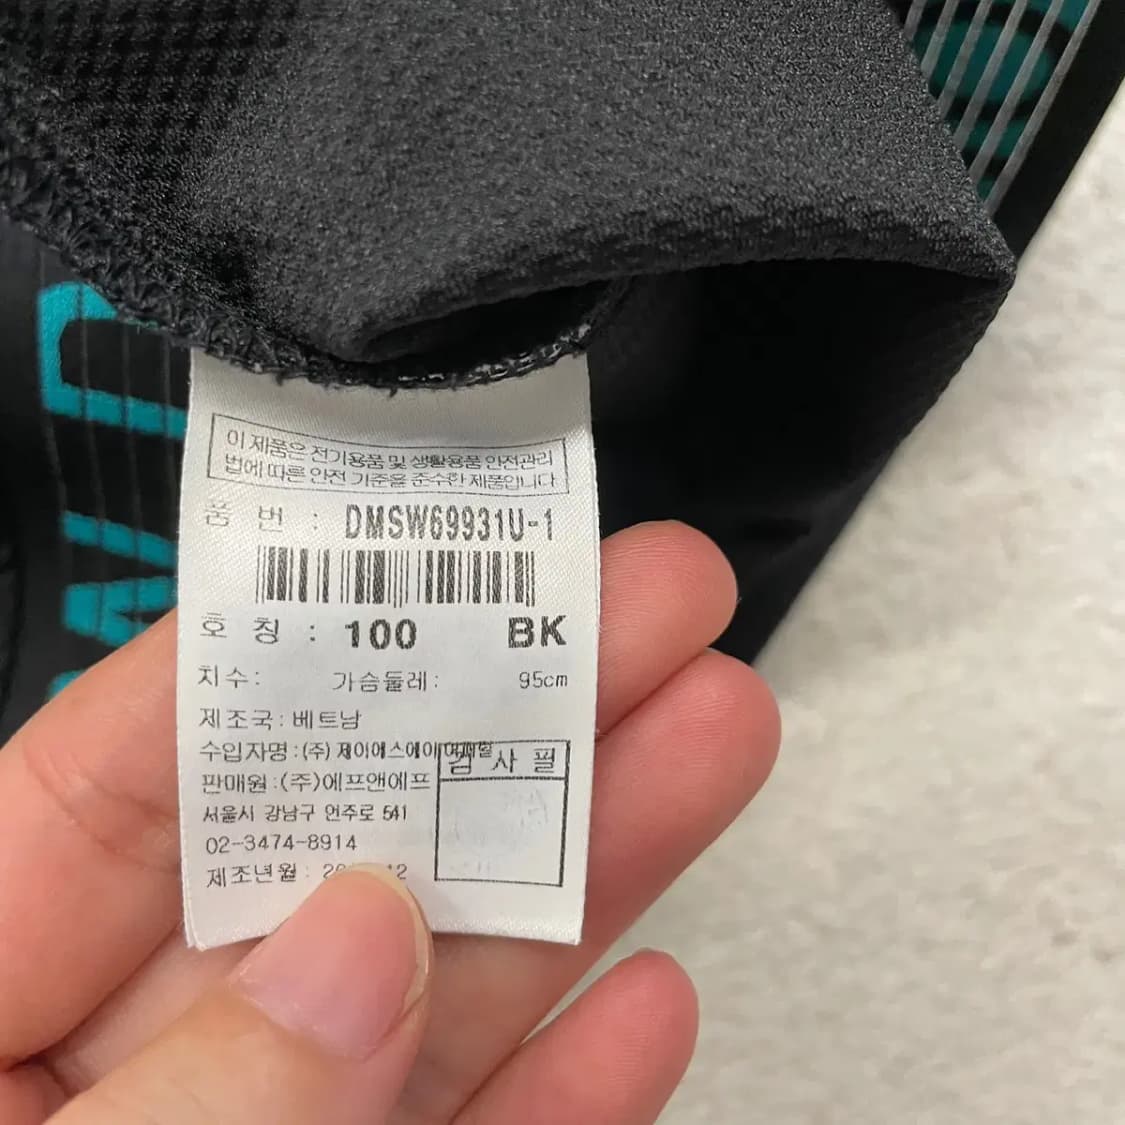 이 제품은 전기용품 및 생활용품 안전관리
법에 따른 안전 기준을 준수한 제품입니다
품 번 : DMSW69931U-1
호 칭 : 100 BK
치수: 가슴둘레: 95cm
제조국: 베트남
수입자명:(주) 제이에스에이어패럴
검 사 필
판매원:(주)에프앤에프
서울시 강남구 언주로 541
02-3474-8914
제조년월: